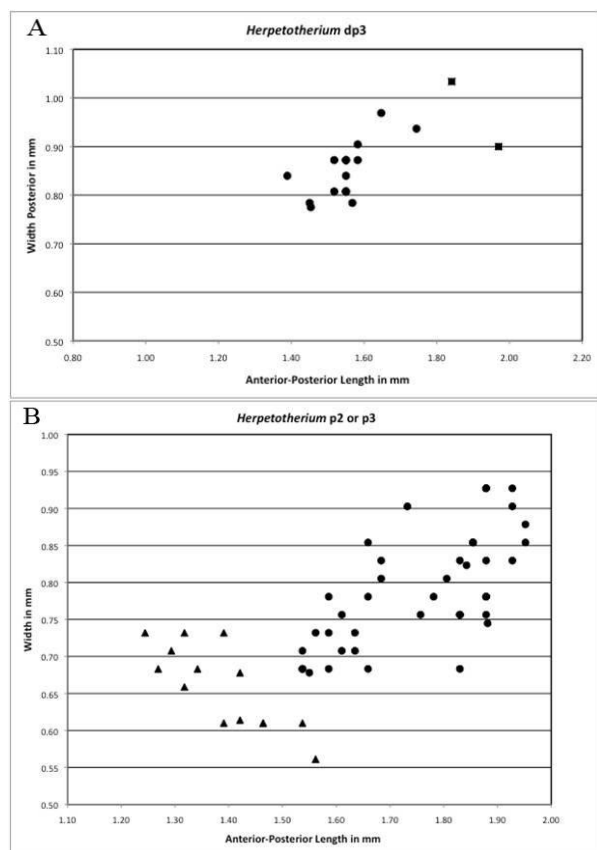 A
Herpetotherium dp3
1.10
1.00
0.90
0.80
0.70
0.60
0.50
Width Posterior in mm
0.80 1.00 1.20 1.40 1.60 1.80 2.00 2.20
Anterior-Posterior Length in mm
B
Herpetotherium p2 or p3
1.00
0.95
0.90
0.85
0.80
0.75
0.70
0.65
0.60
0.55
0.50
Width in mm
1.10 1.20 1.30 1.40 1.50 1.60 1.70 1.80 1.90 2.00
Anterior-Posterior Length in mm